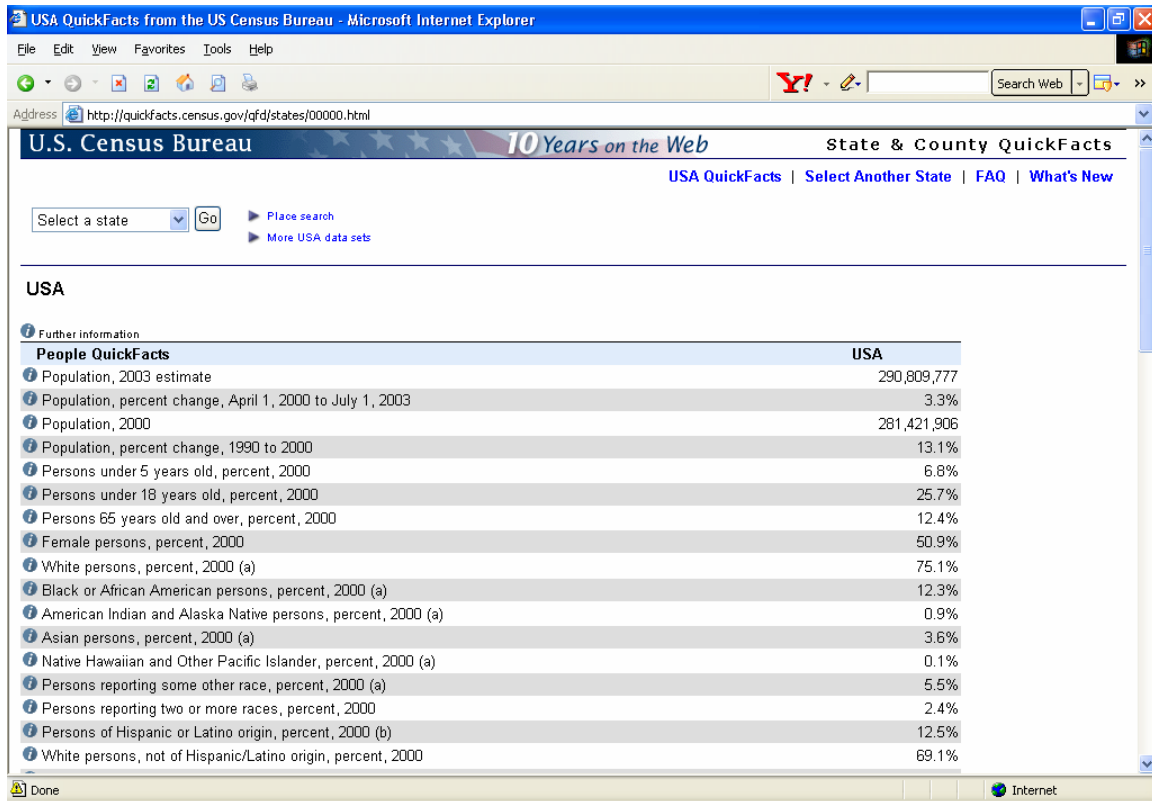 USA QuickFacts from the US Census Bureau - Microsoft Internet Explorer
File Edit View Favorites Tools Help
Y! Search Web »
Address http://quickfacts.census.gov/qfd/states/00000.html
U.S. Census Bureau 10 Years on the Web State & County QuickFacts
USA QuickFacts | Select Another State | FAQ | What's New
Select a state Go Place search
More USA data sets
USA
Further information
People QuickFacts USA
Population, 2003 estimate 290,809,777
Population, percent change, April 1, 2000 to July 1, 2003 3.3%
Population, 2000 281,421,906
Population, percent change, 1990 to 2000 13.1%
Persons under 5 years old, percent, 2000 6.8%
Persons under 18 years old, percent, 2000 25.7%
Persons 65 years old and over, percent, 2000 12.4%
Female persons, percent, 2000 50.9%
White persons, percent, 2000 (a) 75.1%
Black or African American persons, percent, 2000 (a) 12.3%
American Indian and Alaska Native persons, percent, 2000 (a) 0.9%
Asian persons, percent, 2000 (a) 3.6%
Native Hawaiian and Other Pacific Islander, percent, 2000 (a) 0.1%
Persons reporting some other race, percent, 2000 (a) 5.5%
Persons reporting two or more races, percent, 2000 2.4%
Persons of Hispanic or Latino origin, percent, 2000 (b) 12.5%
White persons, not of Hispanic/Latino origin, percent, 2000 69.1%
Done Internet